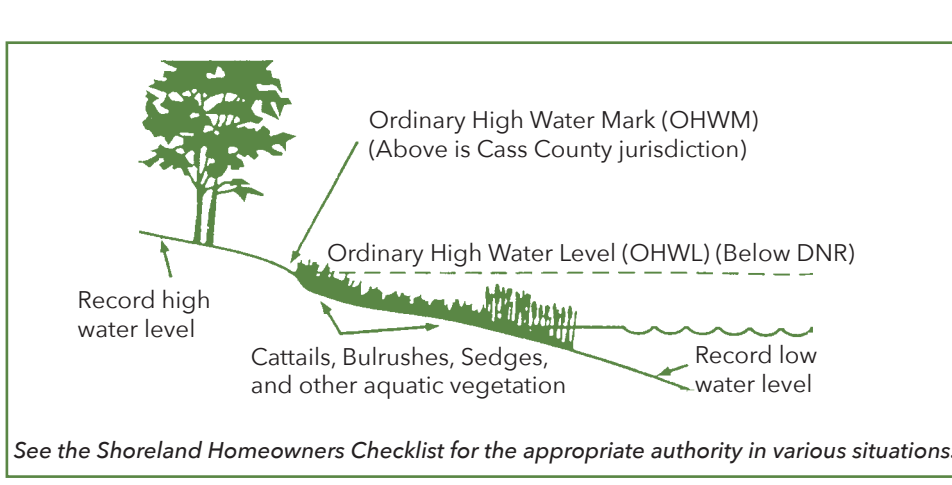 Ordinary High Water Mark (OHWM)
(Above is Cass County jurisdiction)
Ordinary High Water Level (OHWL) (Below DNR)
Record high
water level
Cattails, Bulrushes, Sedges,
and other aquatic vegetation
Record low
water level
See the Shoreland Homeowners Checklist for the appropriate authority in various situations.